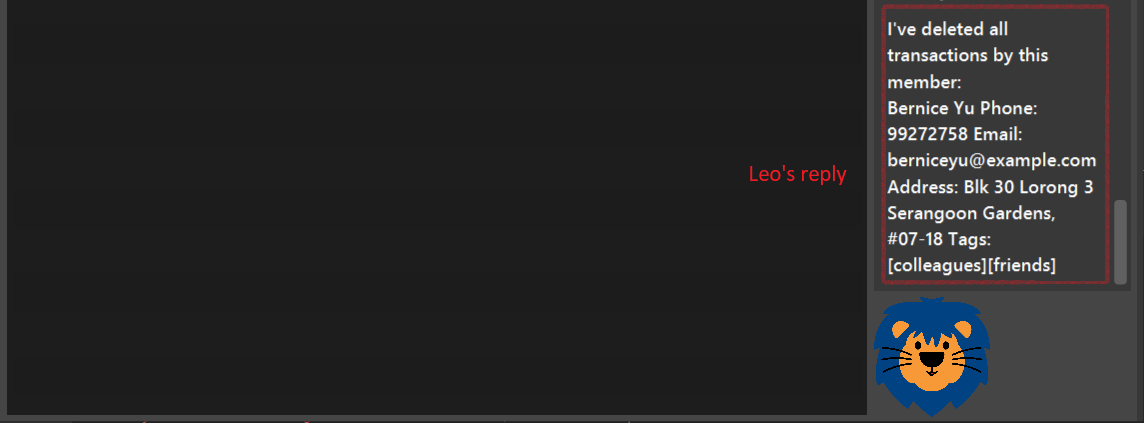 I've deleted all
transactions by this
member:
Bernice Yu Phone:
99272758 Email:
berniceyu@example.com
Address: Blk 30 Lorong 3
Serangoon Gardens,
#07-18 Tags:
[colleagues][friends]
Leo's reply